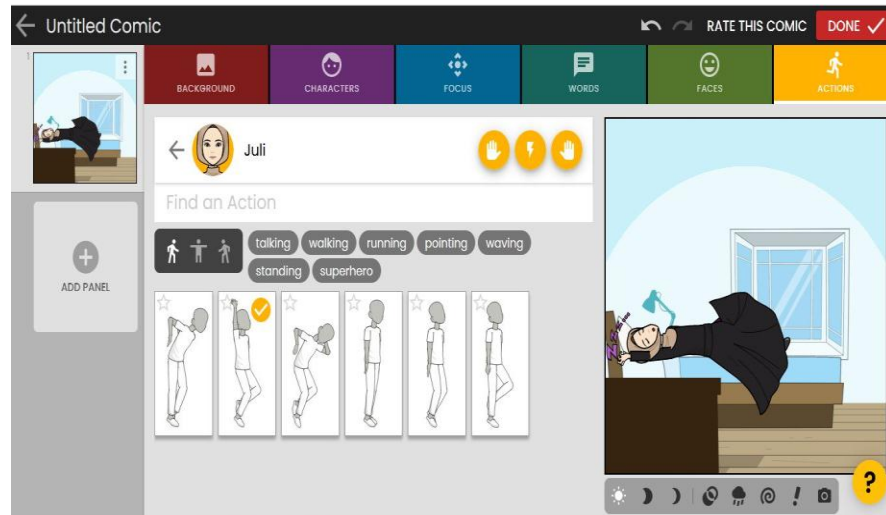 Untitled Comic
RATE THIS COMIC
DONE
1
BACKGROUND
CHARACTERS
FOCUS
WORDS
FACES
ACTIONS
Juli
Find an Action
talking walking running pointing waving
standing superhero
ADD PANEL
?